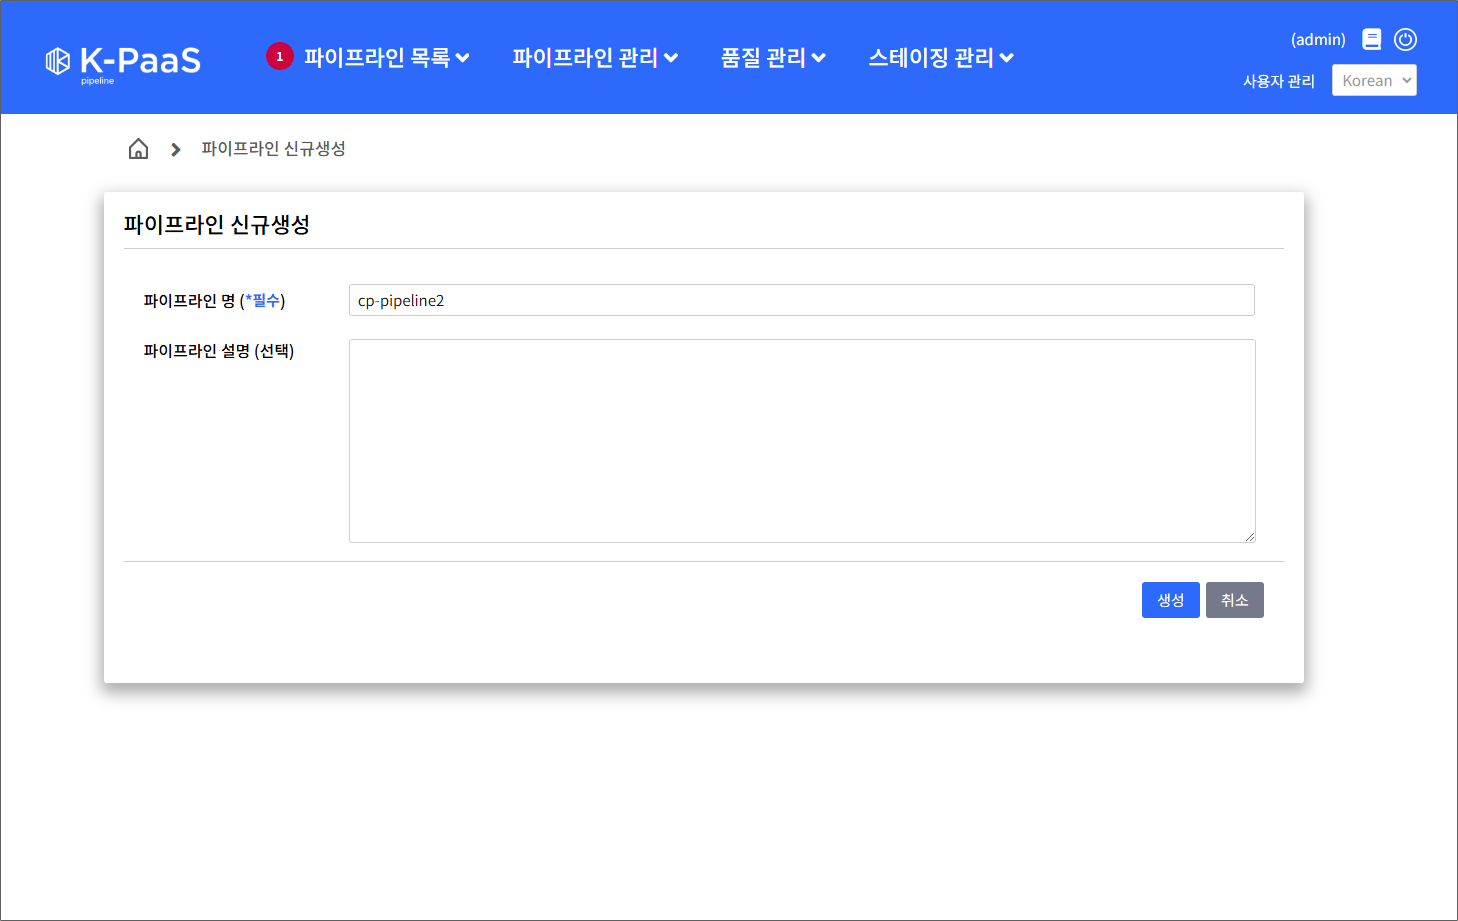 K-PaaS
pipeline
1 파이프라인 목록 파이프라인 관리 품질 관리 스테이징 관리
(admin)
사용자 관리 Korean
파이프라인 신규생성
파이프라인 신규생성
파이프라인 명 (*필수) cp-pipeline2
파이프라인 설명 (선택)
생성 취소